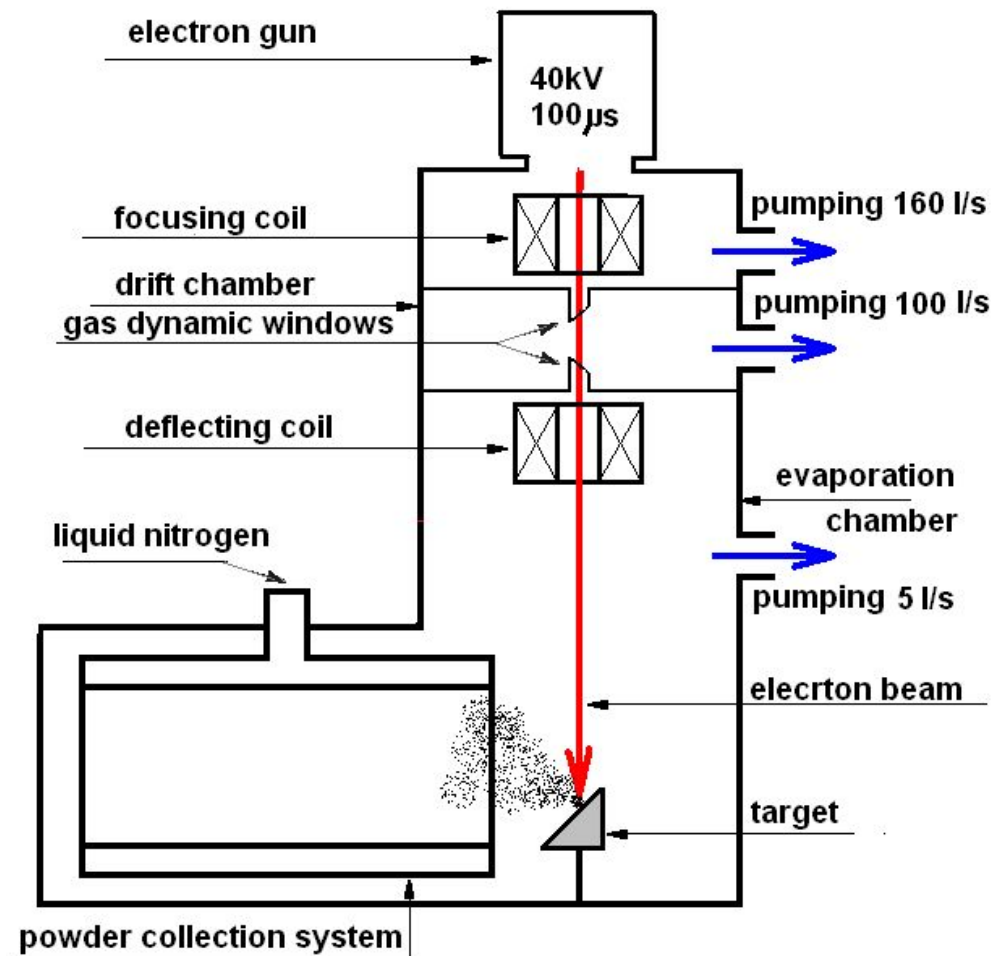 electron gun
40kV
100µs
focusing coil
pumping 160 l/s
drift chamber
pumping 100 l/s
gas dynamic windows
deflecting coil
evaporation
chamber
liquid nitrogen
pumping 5 l/s
elecrton beam
target
powder collection system